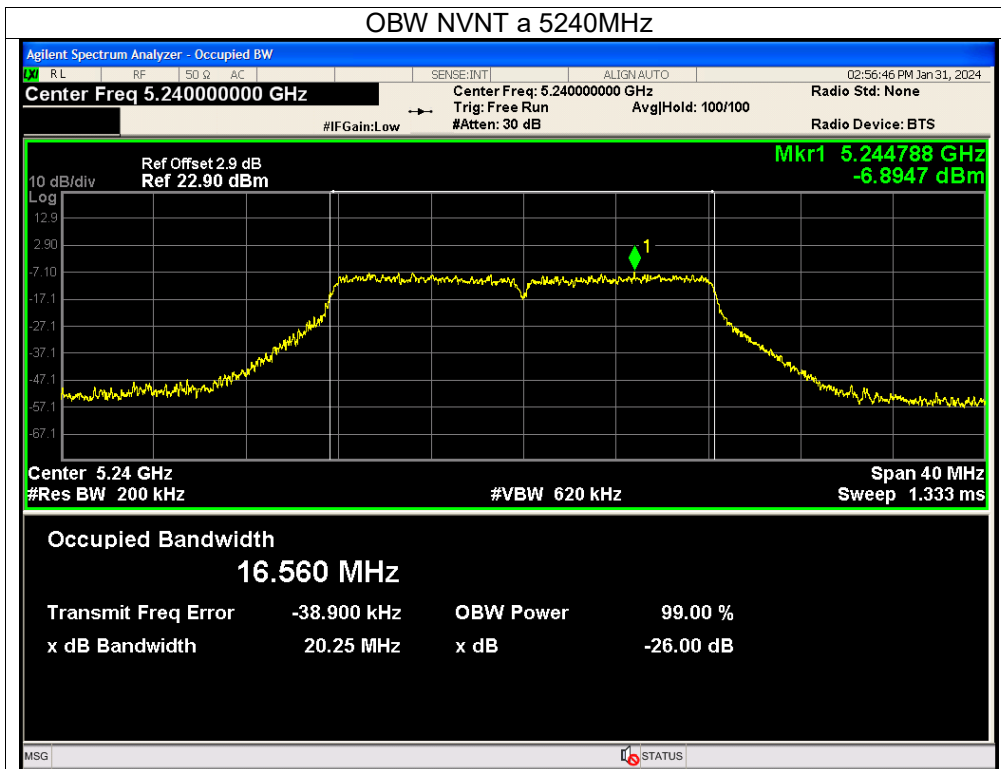 OBW NVNT a 5240MHz
Agilent Spectrum Analyzer - Occupied BW
LXI RL RF 50 Ω AC SENSE:INT ALIGN AUTO 02:56:46 PM Jan 31, 2024
Center Freq 5.240000000 GHz Center Freq: 5.240000000 GHz Radio Std: None
Trig: Free Run Avg|Hold: 100/100
#IFGain:Low #Atten: 30 dB Radio Device: BTS
Mkr1 5.244788 GHz
-6.8947 dBm
Ref Offset 2.9 dB
10 dB/div Ref 22.90 dBm
Log
12.9
2.90
1
-7.10
-17.1
-27.1
-37.1
-47.1
-57.1
-67.1
Center 5.24 GHz Span 40 MHz
#Res BW 200 kHz #VBW 620 kHz Sweep 1.333 ms
Occupied Bandwidth
16.560 MHz
Transmit Freq Error -38.900 kHz OBW Power 99.00 %
x dB Bandwidth 20.25 MHz x dB -26.00 dB
MSG STATUS